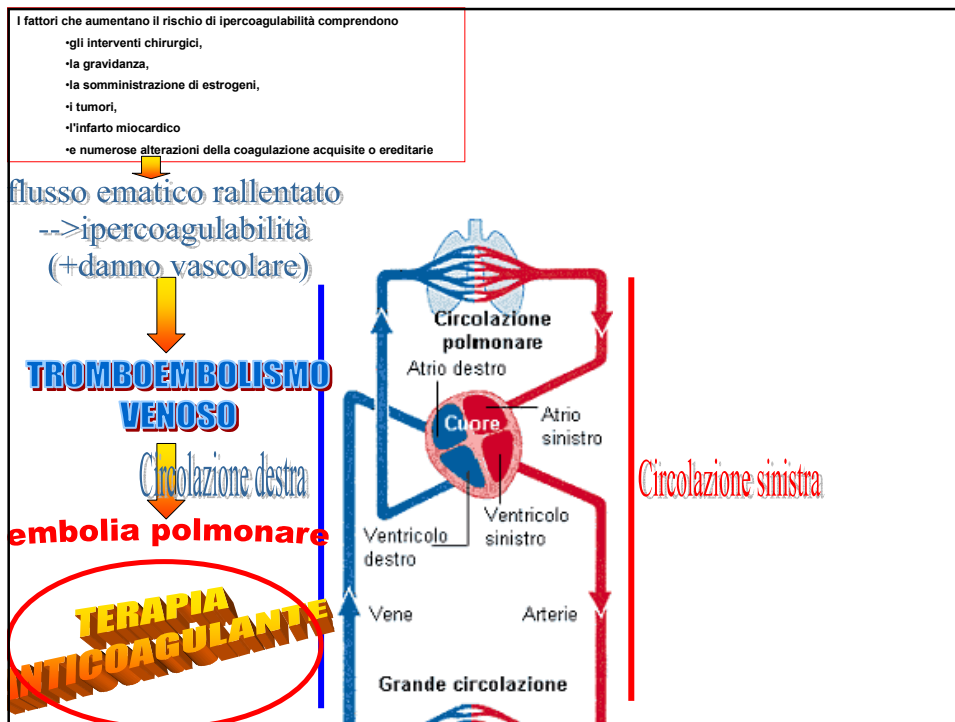 I fattori che aumentano il rischio di ipercoagulabilità comprendono
•gli interventi chirurgici,
•la gravidanza,
•la somministrazione di estrogeni,
•i tumori,
•l'infarto miocardico
•e numerose alterazioni della coagulazione acquisite o ereditarie
flusso ematico rallentato
-->ipercoagulabilità
(+danno vascolare)
TROMBOEMBOLISMO
VENOSO
Circolazione destra
embolia polmonare
TERAPIA
ANTICOAGULANTE
Circolazione
polmonare
Atrio destro
Cuore
Atrio
sinistro
Ventricolo
destro
Ventricolo
sinistro
Vene
Arterie
Grande circolazione
Circolazione sinistra